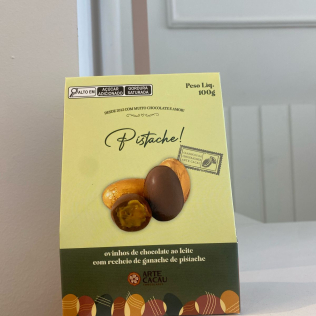 ALTO EM
AÇÚCAR
ADICIONADO
GORDURA
SATURADA
Peso Líq.
100g
Pistache!
ovinhos de chocolate ao leite
com recheio de ganache de pistache
ARTE
CACAU